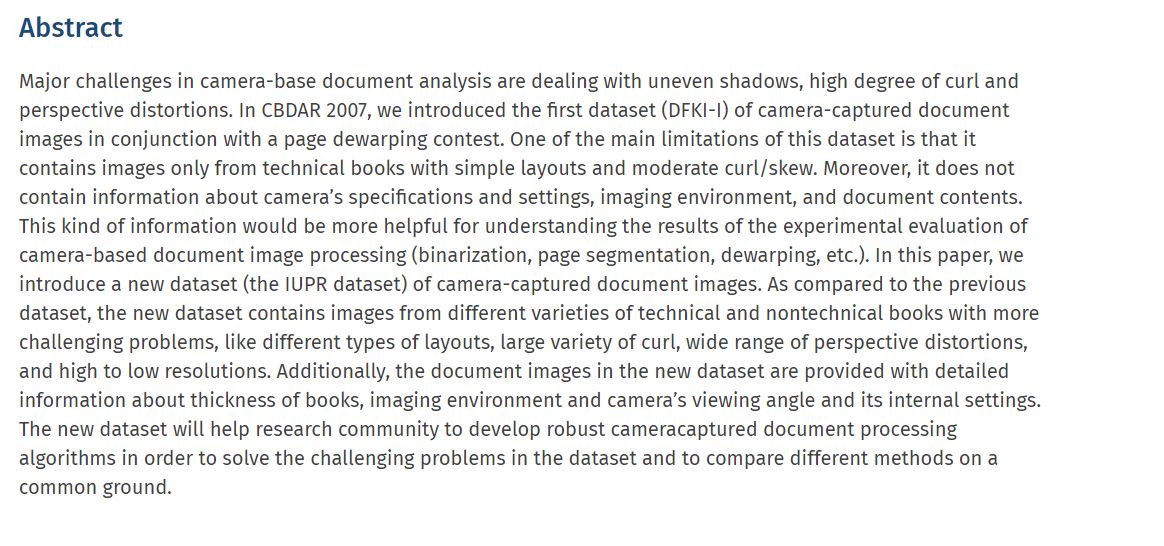 Abstract
Major challenges in camera-base document analysis are dealing with uneven shadows, high degree of curl and
perspective distortions. In CBDAR 2007, we introduced the first dataset (DFKI-I) of camera-captured document
images in conjunction with a page dewarping contest. One of the main limitations of this dataset is that it
contains images only from technical books with simple layouts and moderate curl/skew. Moreover, it does not
contain information about camera’s specifications and settings, imaging environment, and document contents.
This kind of information would be more helpful for understanding the results of the experimental evaluation of
camera-based document image processing (binarization, page segmentation, dewarping, etc.). In this paper, we
introduce a new dataset (the IUPR dataset) of camera-captured document images. As compared to the previous
dataset, the new dataset contains images from different varieties of technical and nontechnical books with more
challenging problems, like different types of layouts, large variety of curl, wide range of perspective distortions,
and high to low resolutions. Additionally, the document images in the new dataset are provided with detailed
information about thickness of books, imaging environment and camera’s viewing angle and its internal settings.
The new dataset will help research community to develop robust cameracaptured document processing
algorithms in order to solve the challenging problems in the dataset and to compare different methods on a
common ground.